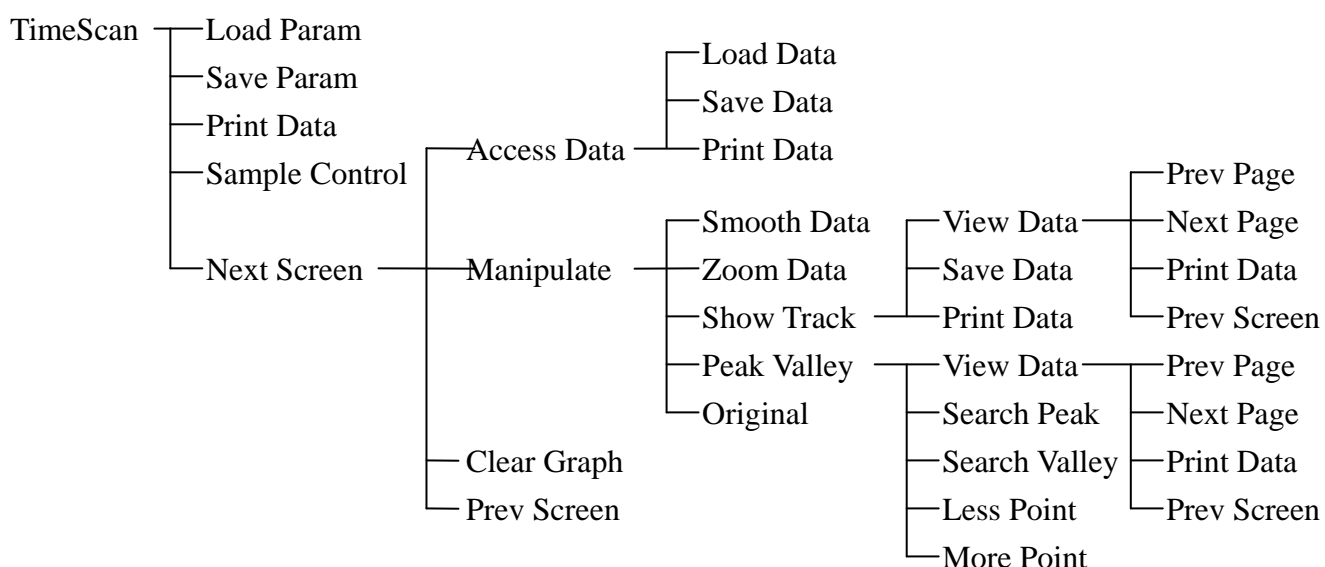 TimeScan
Load Param
Save Param
Print Data
Sample Control
Next Screen
Access Data
Manipulate
Clear Graph
Prev Screen
Load Data
Save Data
Print Data
Smooth Data
Zoom Data
Show Track
Peak Valley
Original
View Data
Save Data
Print Data
View Data
Search Peak
Search Valley
Less Point
More Point
Prev Page
Next Page
Print Data
Prev Screen
Prev Page
Next Page
Print Data
Prev Screen